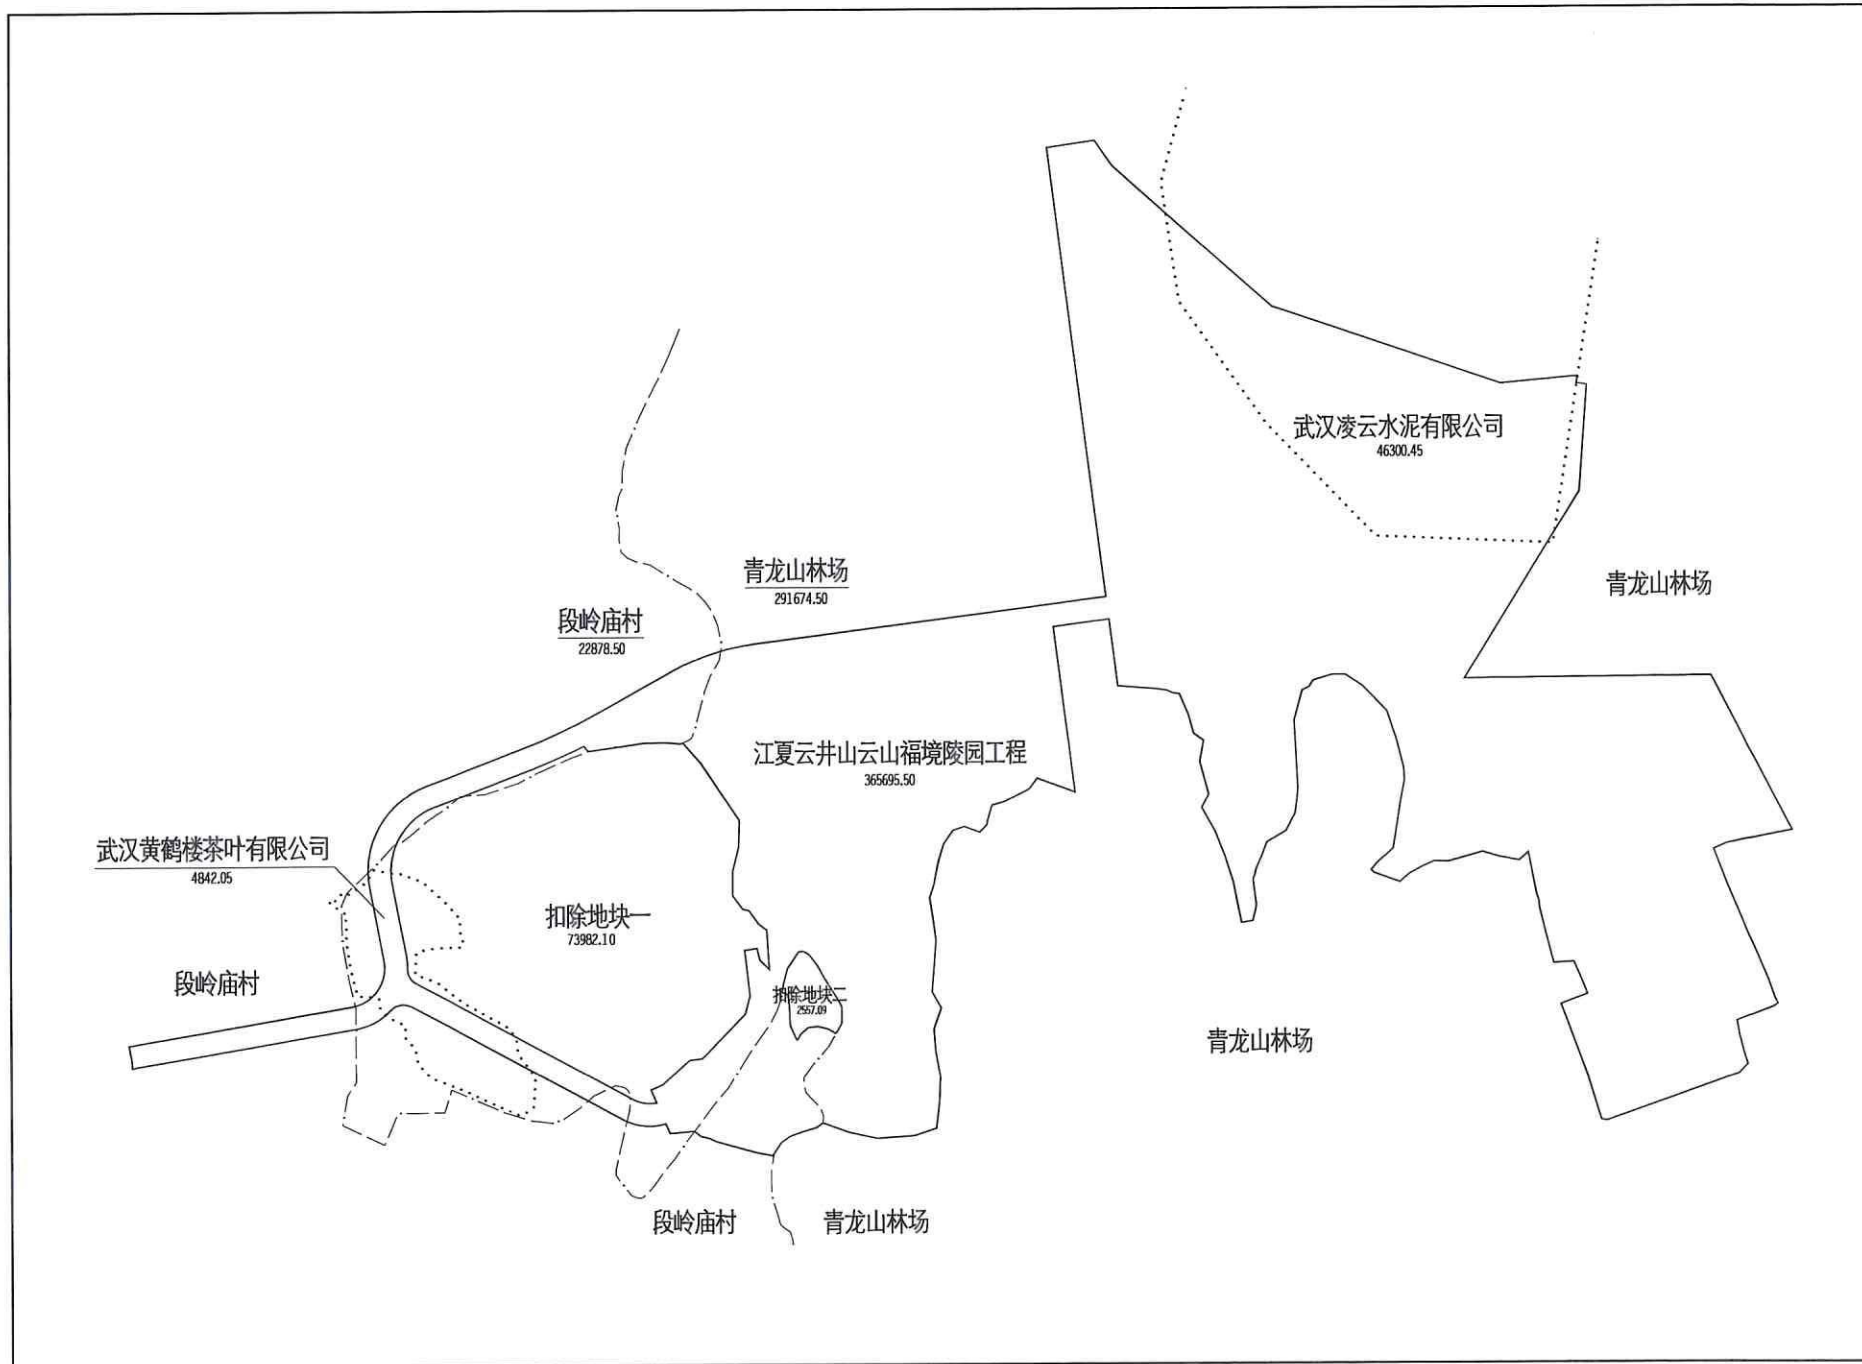 武汉凌云水泥有限公司
46300.45
青龙山林场
291674.50
青龙山林场
段岭庙村
22878.50
江夏云井山云山福境陵园工程
365695.50
武汉黄鹤楼茶叶有限公司
4842.05
扣除地块一
73982.10
段岭庙村
扣除地块二
2557.09
青龙山林场
段岭庙村
青龙山林场